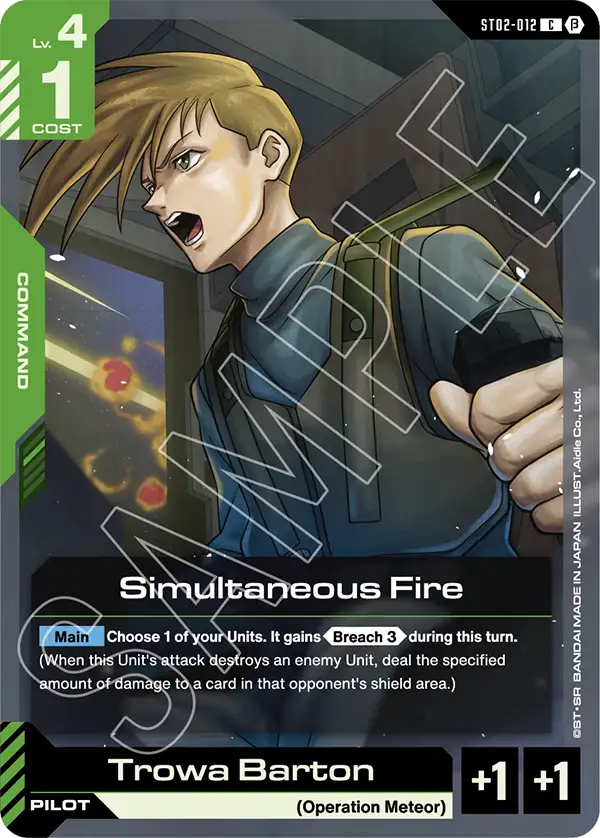 Lv. 4
1
COST
ST02-012 C β
COMMAND
SAMPLE
Simultaneous Fire
Main Choose 1 of your Units. It gains Breach 3 during this turn.
(When this Unit's attack destroys an enemy Unit, deal the specified
amount of damage to a card in that opponent's shield area.)
Trowa Barton
PILOT
(Operation Meteor)
+1 +1
©ST・SR BANDAI MADE IN JAPAN ILLUST.Aidle Co., Ltd.